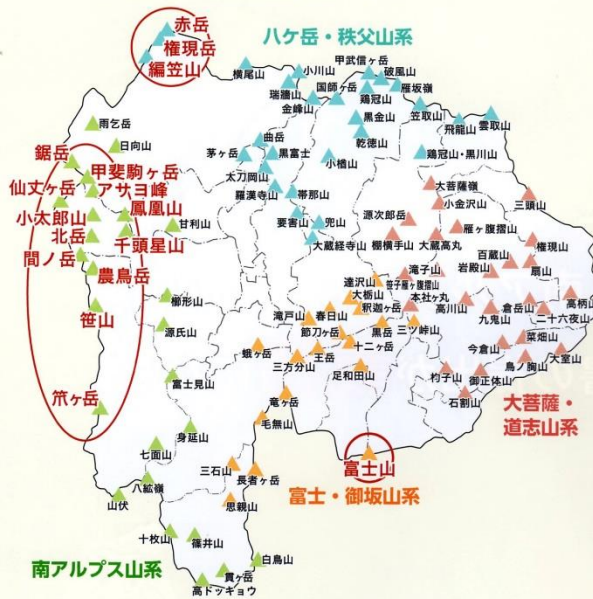 赤岳
権現岳
編笠山
八ヶ岳・秩父山系
横尾山
小川山
甲武信ヶ岳
破風山
瑞牆山
国師ヶ岳
雁坂嶺
金峰山
鶏冠山
笠取山
飛龍山
雲取山
黒金山
乾徳山
雨乞岳
日向山
曲岳
茅ヶ岳
黒富士
小楢山
鶏冠山・黒川山
太刀岡山
羅漢寺山
帯那山
要害山
兜山
大蔵経寺山
鋸岳
甲斐駒ヶ岳
仙丈ヶ岳
アサヨ峰
小太郎山
鳳凰山
甘利山
北岳
千頭星山
間ノ岳
農鳥岳
笹山
笊ヶ岳
櫛形山
源氏山
富士見山
身延山
七面山
八紘嶺
山伏
十枚山
篠井山
貫ヶ岳
高ドッキョウ
白鳥山
南アルプス山系
大菩薩嶺
小金沢山
三頭山
源次郎岳
雁ヶ腹摺山
棚横手山
大蔵高丸
権現山
百蔵山
扇山
岩殿山
滝子山
笹子雁ヶ腹摺山
本社ヶ丸
高川山
九鬼山
倉岳山
高柄山
二十六夜山
三ツ峠山
今倉山
菜畑山
大室山
鳥ノ胸山
杓子山
御正体山
石割山
大菩薩・
道志山系
達沢山
大栃山
釈迦ヶ岳
滝戸山
春日山
節刀ヶ岳
黒岳
蛾ヶ岳
王岳
十二ヶ岳
三方分山
足和田山
竜ヶ岳
毛無山
三石山
長者ヶ岳
思親山
富士山
富士・御坂山系